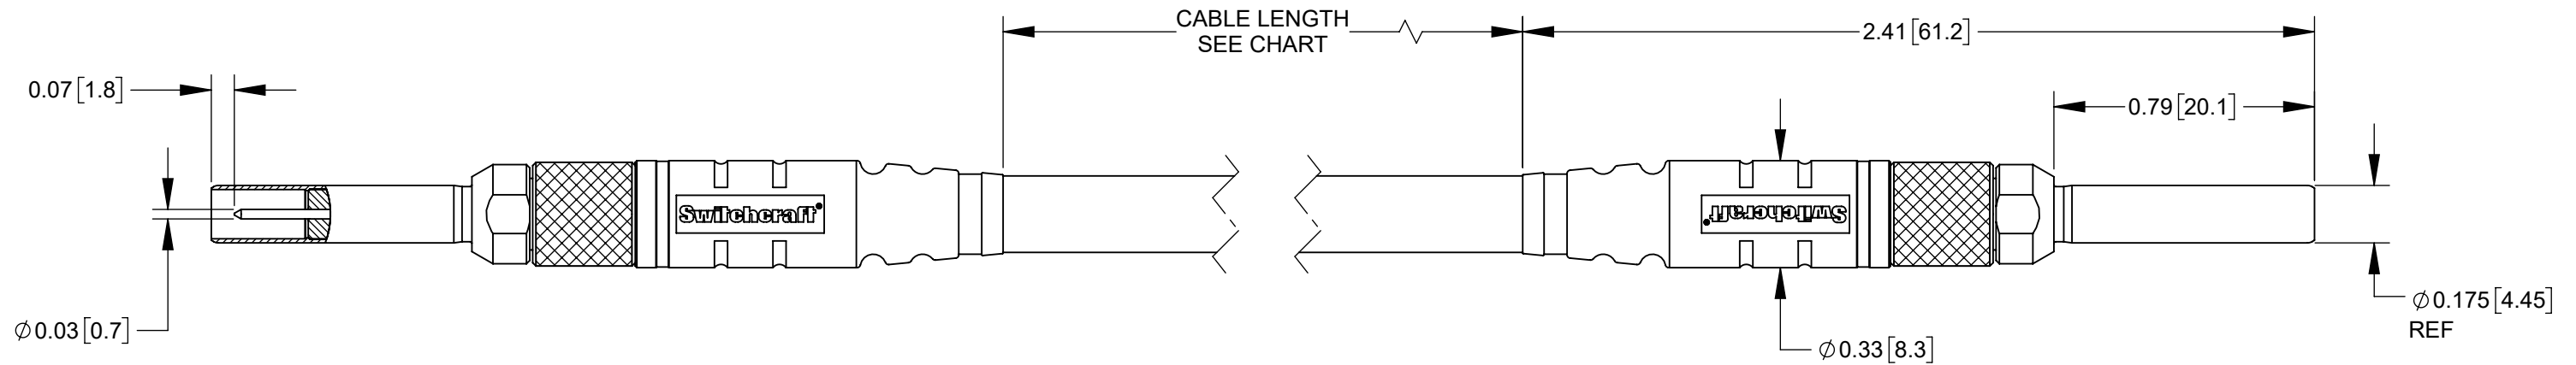 CABLE LENGTH
SEE CHART
2.41[61.2]
0.07[1.8]
0.79[20.1]
Switchcraft®
Switchcraft®
⌀0.175[4.45]
REF
⌀0.03[0.7]
⌀0.33[8.3]